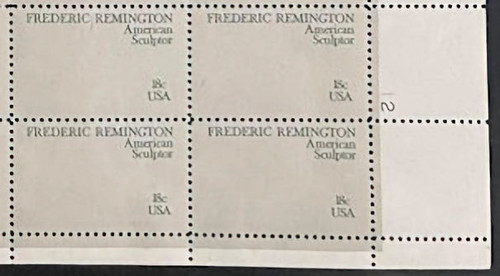 FREDERIC REMINGTON
American
Sculptor
18c
USA
FREDERIC REMINGTON
American
Sculptor
18c
USA
2
FREDERIC REMINGTON
American
Sculptor
18c
USA
FREDERIC REMINGTON
American
Sculptor
18c
USA